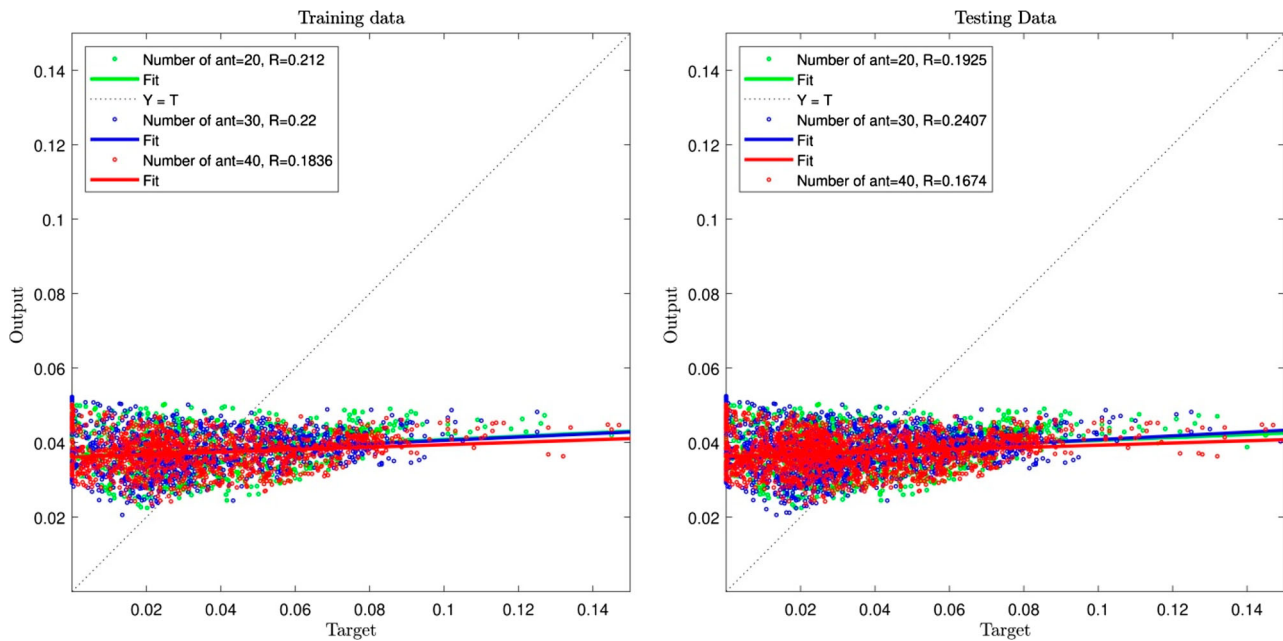 Training data
Number of ant=20, R=0.212
Fit
Y = T
Number of ant=30, R=0.22
Fit
Number of ant=40, R=0.1836
Fit
0.14
0.12
0.1
0.08
0.06
0.04
0.02
Output
0.02
0.04
0.06
0.08
0.1
0.12
0.14
Target
Testing Data
Number of ant=20, R=0.1925
Fit
Y = T
Number of ant=30, R=0.2407
Fit
Fit
Number of ant=40, R=0.1674
0.14
0.12
0.1
0.08
0.06
0.04
0.02
Output
0.02
0.04
0.06
0.08
0.1
0.12
0.14
Target